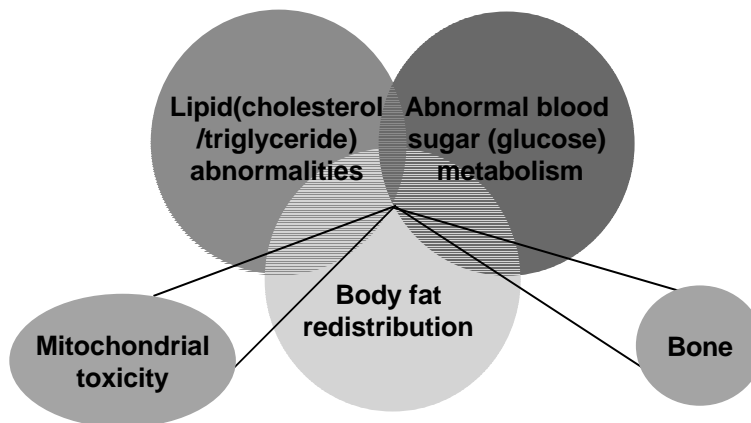 Lipid(cholesterol
/triglyceride)
abnormalities
Abnormal blood
sugar (glucose)
metabolism
Body fat
redistribution
Mitochondrial
toxicity
Bone